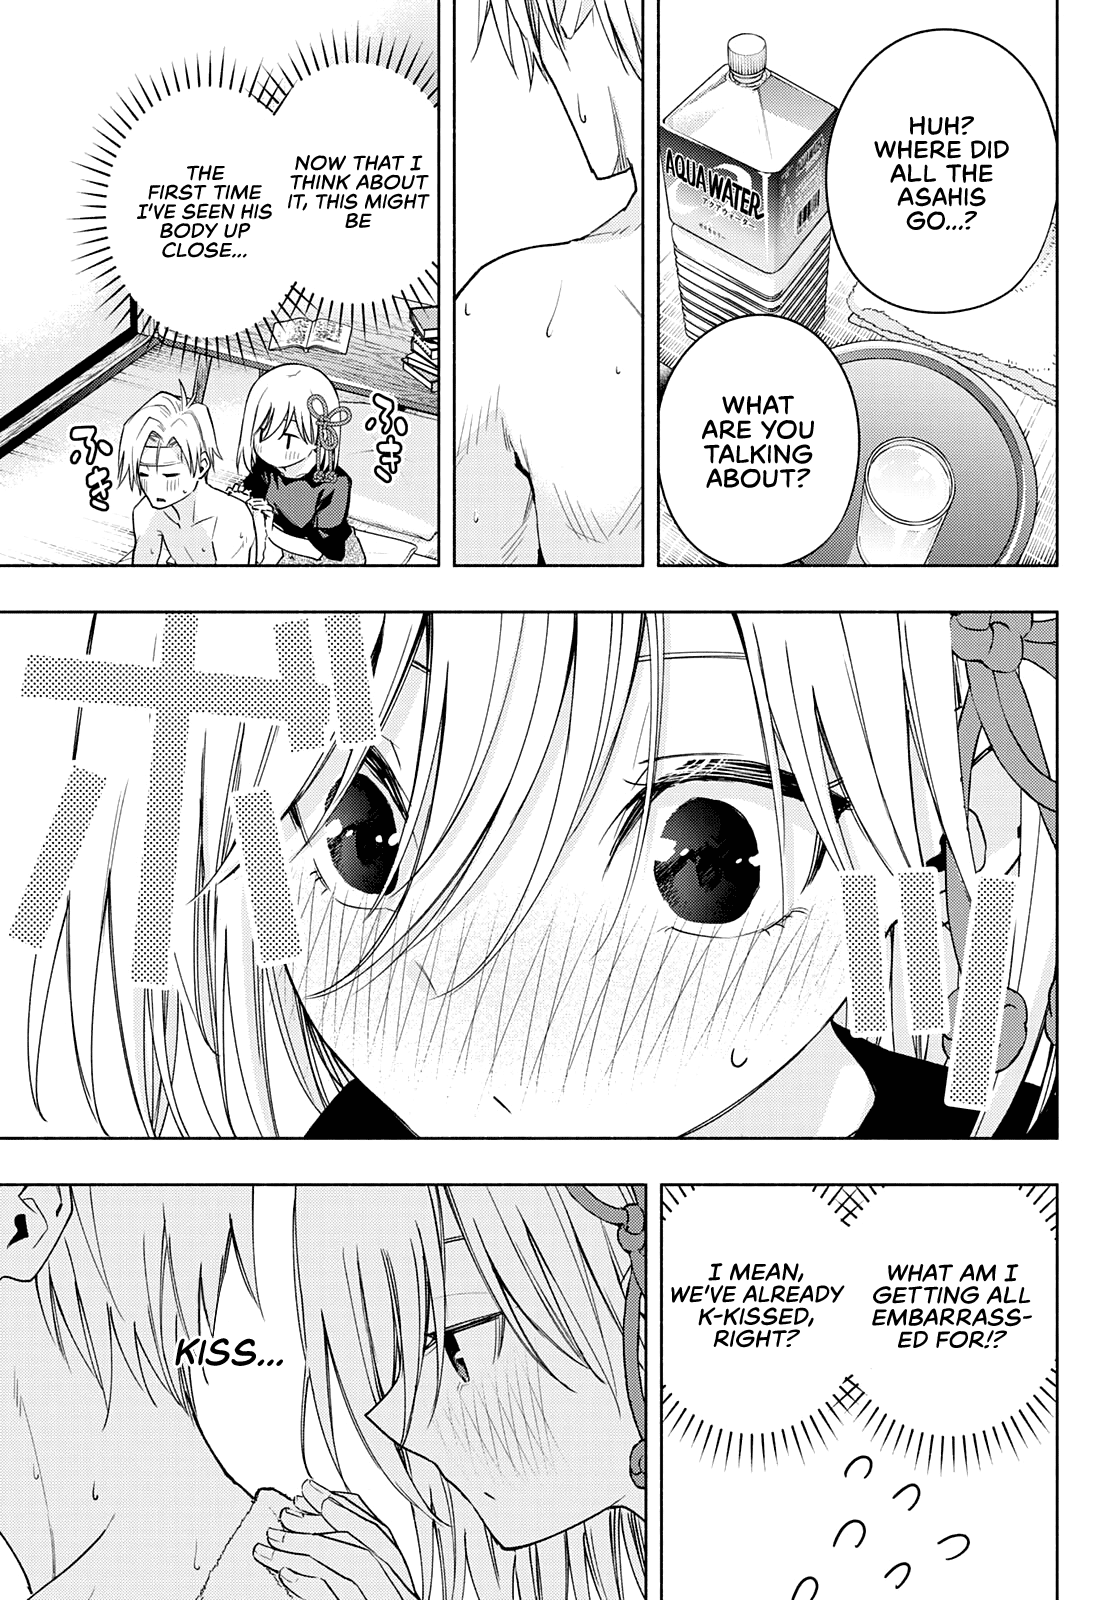 HUH?
WHERE DID
ALL THE
ASAHIS
GO...?
AQUA WATER
アクアウォーター
WHAT
ARE YOU
TALKING
ABOUT?
NOW THAT I
THINK ABOUT
IT, THIS MIGHT
BE
THE
FIRST TIME
I'VE SEEN HIS
BODY UP
CLOSE...
ふき
ふき
WHAT AM I
GETTING ALL
EMBARRASS-
ED FOR!?
I MEAN,
WE'VE ALREADY
K-KISSED,
RIGHT?
KISS...